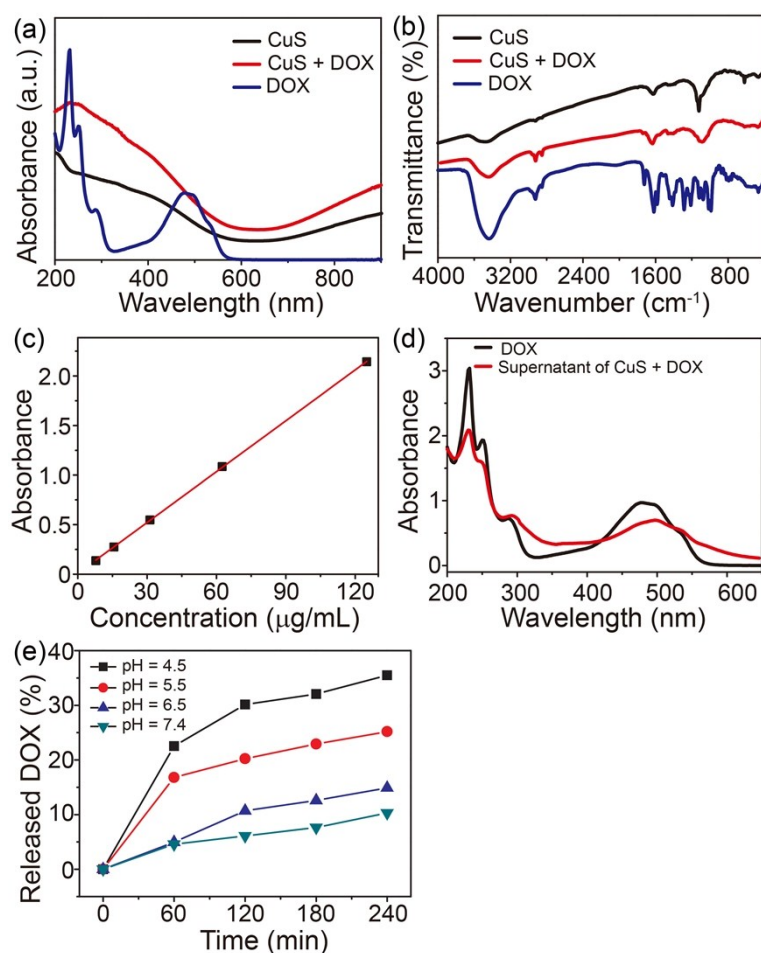 (a)
CuS
CuS + DOX
DOX
Absorbance (a.u.)
200 400 600 800
Wavelength (nm)
(b)
CuS
CuS + DOX
DOX
Transmittance (%)
4000 3200 2400 1600 800
Wavenumber (cm⁻¹)
(c)
2.0
1.5
1.0
0.5
0
Absorbance
0 30 60 90 120
Concentration (μg/mL)
(d)
DOX
Supernatant of CuS + DOX
3
2
1
0
Absorbance
200 300 400 500 600
Wavelength (nm)
(e)
pH = 4.5
pH = 5.5
pH = 6.5
pH = 7.4
40
30
20
10
0
Released DOX (%)
0 60 120 180 240
Time (min)